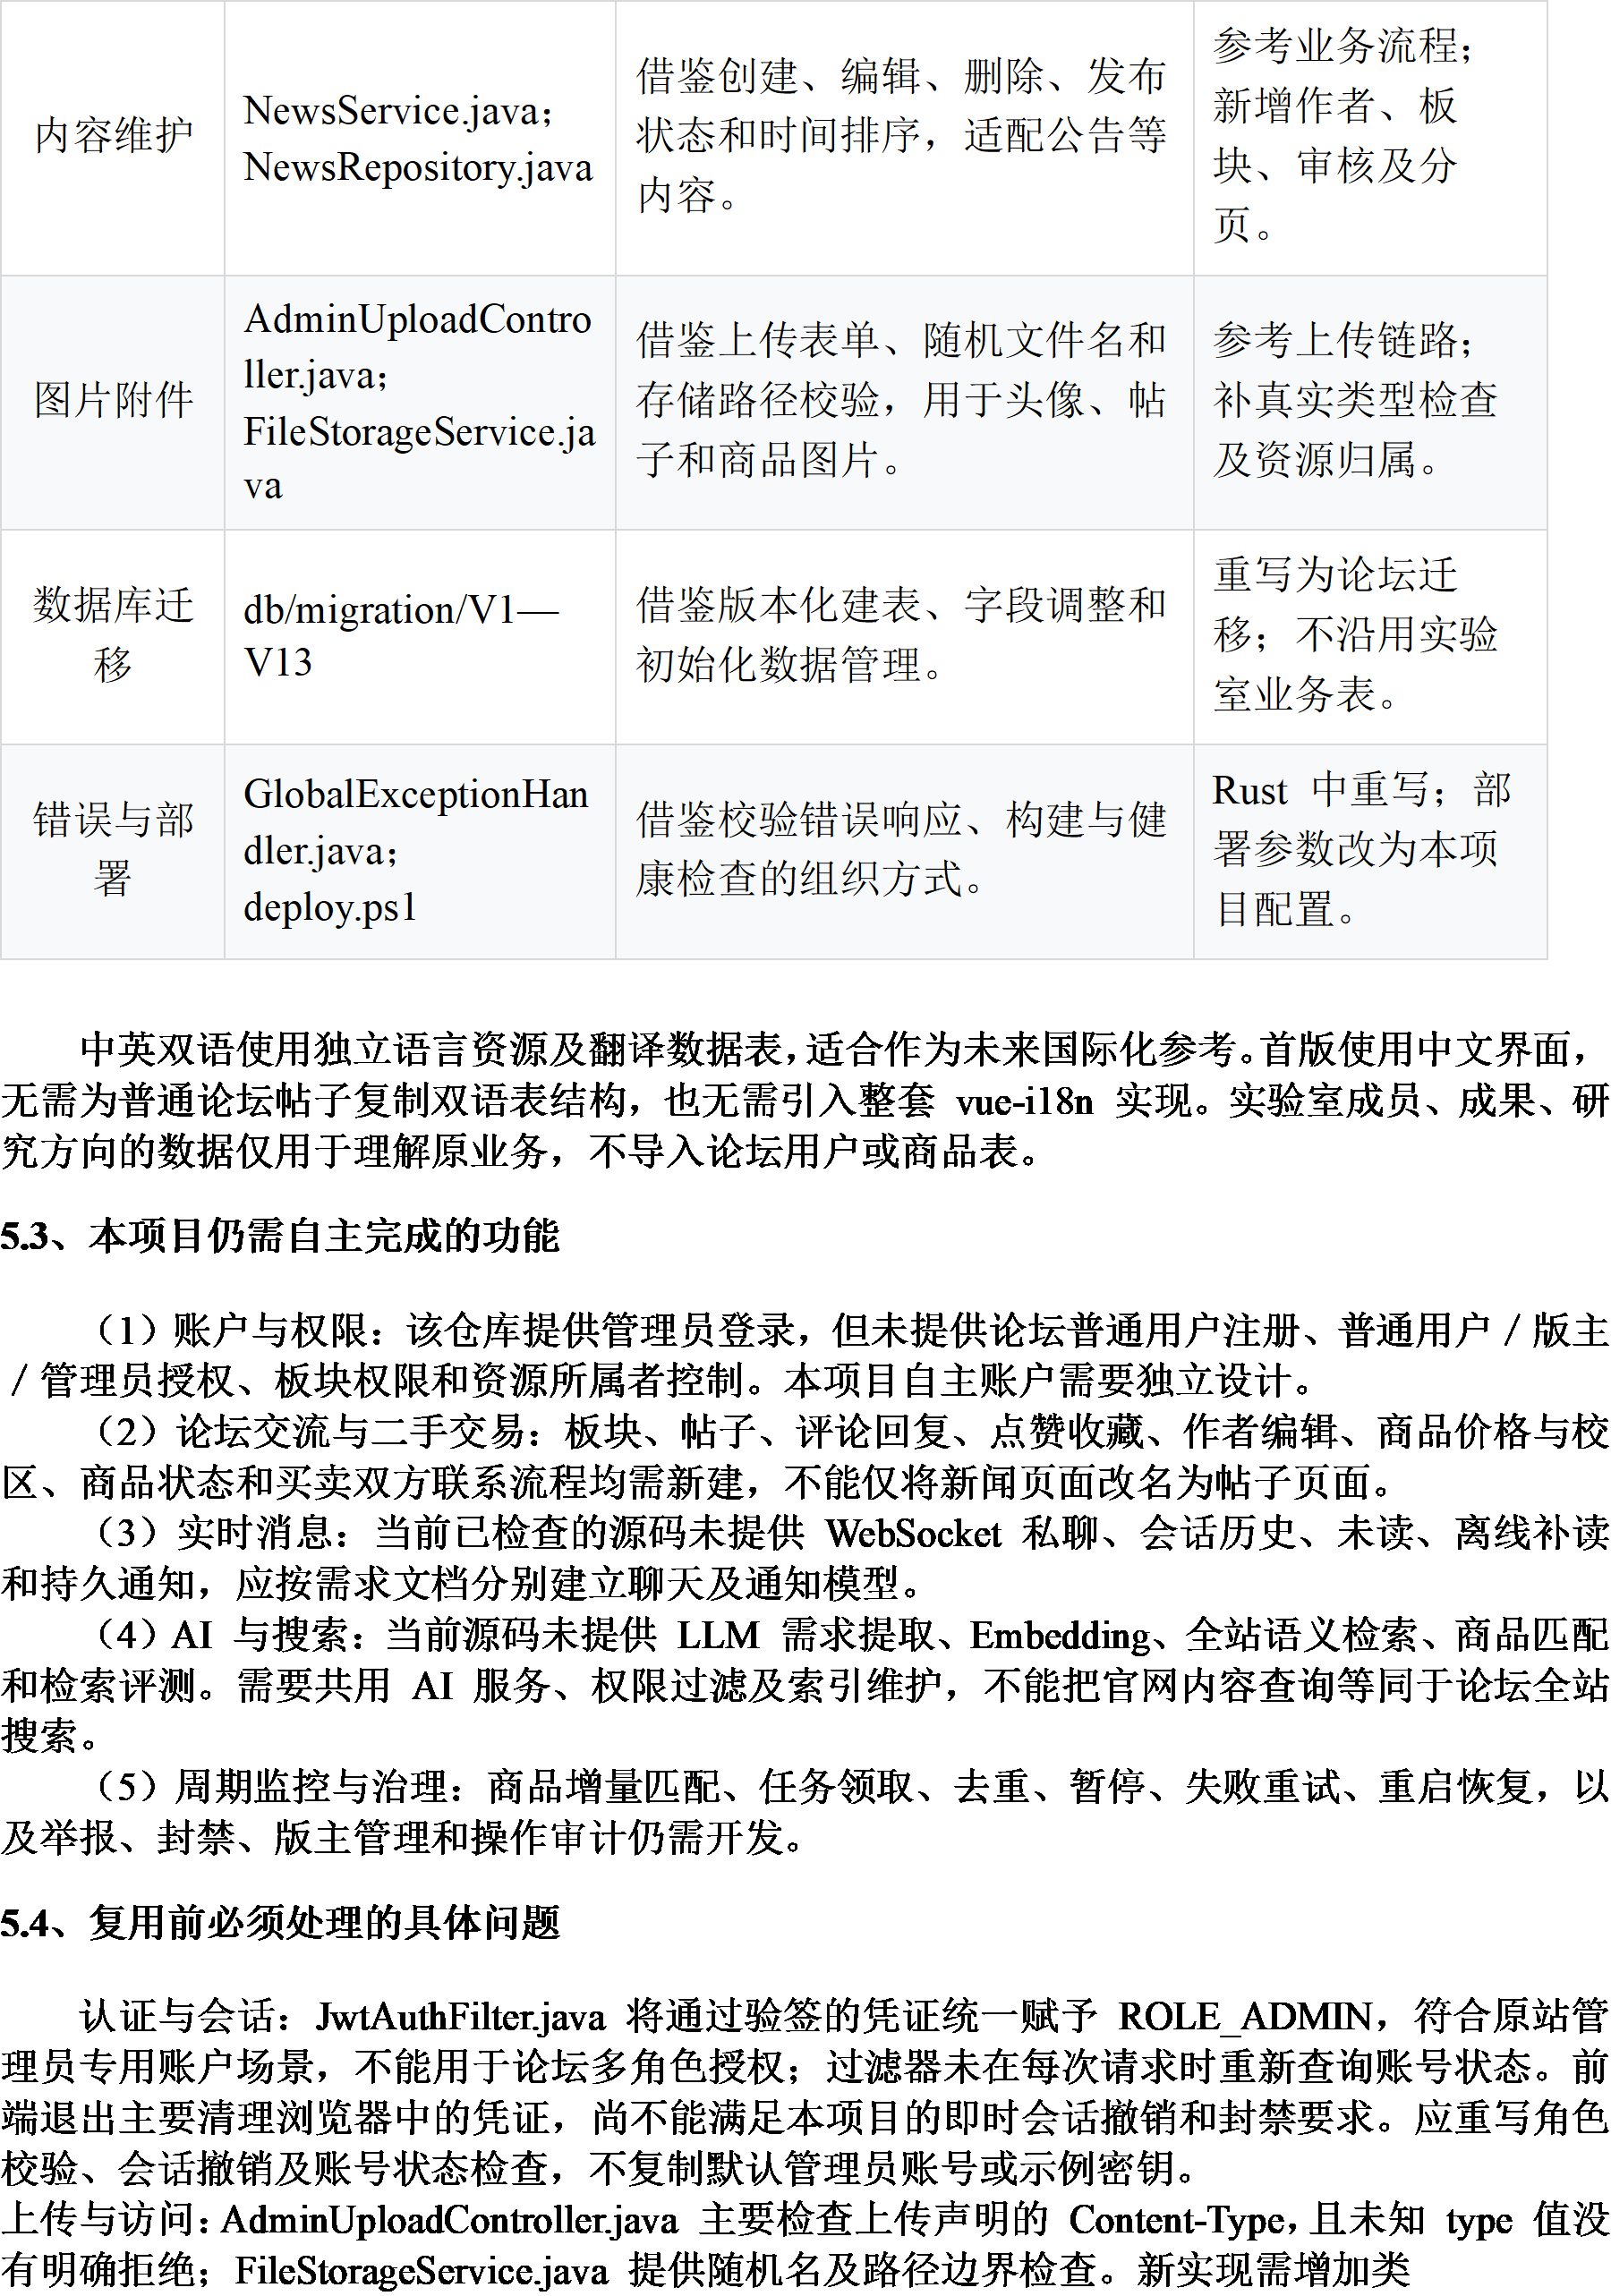 内容维护
NewsService.java；
NewsRepository.java
借鉴创建、编辑、删除、发布
状态和时间排序，适配公告等
内容。
参考业务流程；
新增作者、板
块、审核及分
页。
图片附件
AdminUploadContro
ller.java；
FileStorageService.ja
va
借鉴上传表单、随机文件名和
存储路径校验，用于头像、帖
子和商品图片。
参考上传链路；
补真实类型检查
及资源归属。
数据库迁
移
db/migration/V1—
V13
借鉴版本化建表、字段调整和
初始化数据管理。
重写为论坛迁
移；不沿用实验
室业务表。
错误与部
署
GlobalExceptionHan
dler.java；
deploy.ps1
借鉴校验错误响应、构建与健
康检查的组织方式。
Rust 中重写；部
署参数改为本项
目配置。
中英双语使用独立语言资源及翻译数据表，适合作为未来国际化参考。首版使用中文界面，
无需为普通论坛帖子复制双语表结构，也无需引入整套 vue-i18n 实现。实验室成员、成果、研
究方向的数据仅用于理解原业务，不导入论坛用户或商品表。
5.3、本项目仍需自主完成的功能
（1）账户与权限：该仓库提供管理员登录，但未提供论坛普通用户注册、普通用户／版主
／管理员授权、板块权限和资源所属者控制。本项目自主账户需要独立设计。
（2）论坛交流与二手交易：板块、帖子、评论回复、点赞收藏、作者编辑、商品价格与校
区、商品状态和买卖双方联系流程均需新建，不能仅将新闻页面改名为帖子页面。
（3）实时消息：当前已检查的源码未提供 WebSocket 私聊、会话历史、未读、离线补读
和持久通知，应按需求文档分别建立聊天及通知模型。
（4）AI 与搜索：当前源码未提供 LLM 需求提取、Embedding、全站语义检索、商品匹配
和检索评测。需要共用 AI 服务、权限过滤及索引维护，不能把官网内容查询等同于论坛全站
搜索。
（5）周期监控与治理：商品增量匹配、任务领取、去重、暂停、失败重试、重启恢复，以
及举报、封禁、版主管理和操作审计仍需开发。
5.4、复用前必须处理的具体问题
认证与会话：JwtAuthFilter.java 将通过验签的凭证统一赋予 ROLE_ADMIN，符合原站管
理员专用账户场景，不能用于论坛多角色授权；过滤器未在每次请求时重新查询账号状态。前
端退出主要清理浏览器中的凭证，尚不能满足本项目的即时会话撤销和封禁要求。应重写角色
校验、会话撤销及账号状态检查，不复制默认管理员账号或示例密钥。
上传与访问：AdminUploadController.java 主要检查上传声明的 Content-Type，且未知 type 值没
有明确拒绝；FileStorageService.java 提供随机名及路径边界检查。新实现需增加类